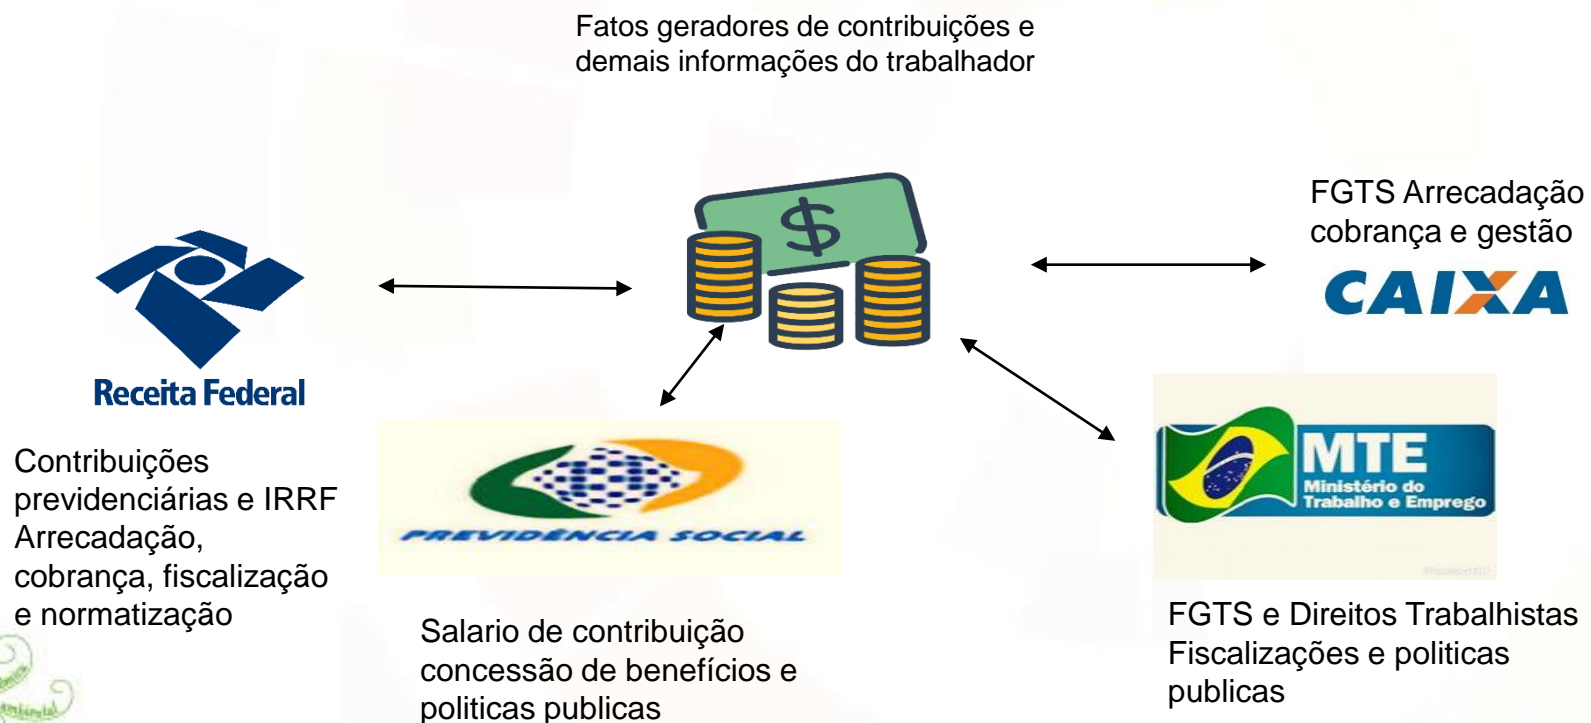 Fatos geradores de contribuições e
demais informações do trabalhador
$
FGTS Arrecadação
cobrança e gestão
CAIXA
Receita Federal
Contribuições
previdenciárias e IRRF
Arrecadação,
cobrança, fiscalização
e normatização
PREVIDÊNCIA SOCIAL
Salario de contribuição
concessão de benefícios e
politicas publicas
MTE
Ministério do
Trabalho e Emprego
FGTS e Direitos Trabalhistas
Fiscalizações e politicas
publicas